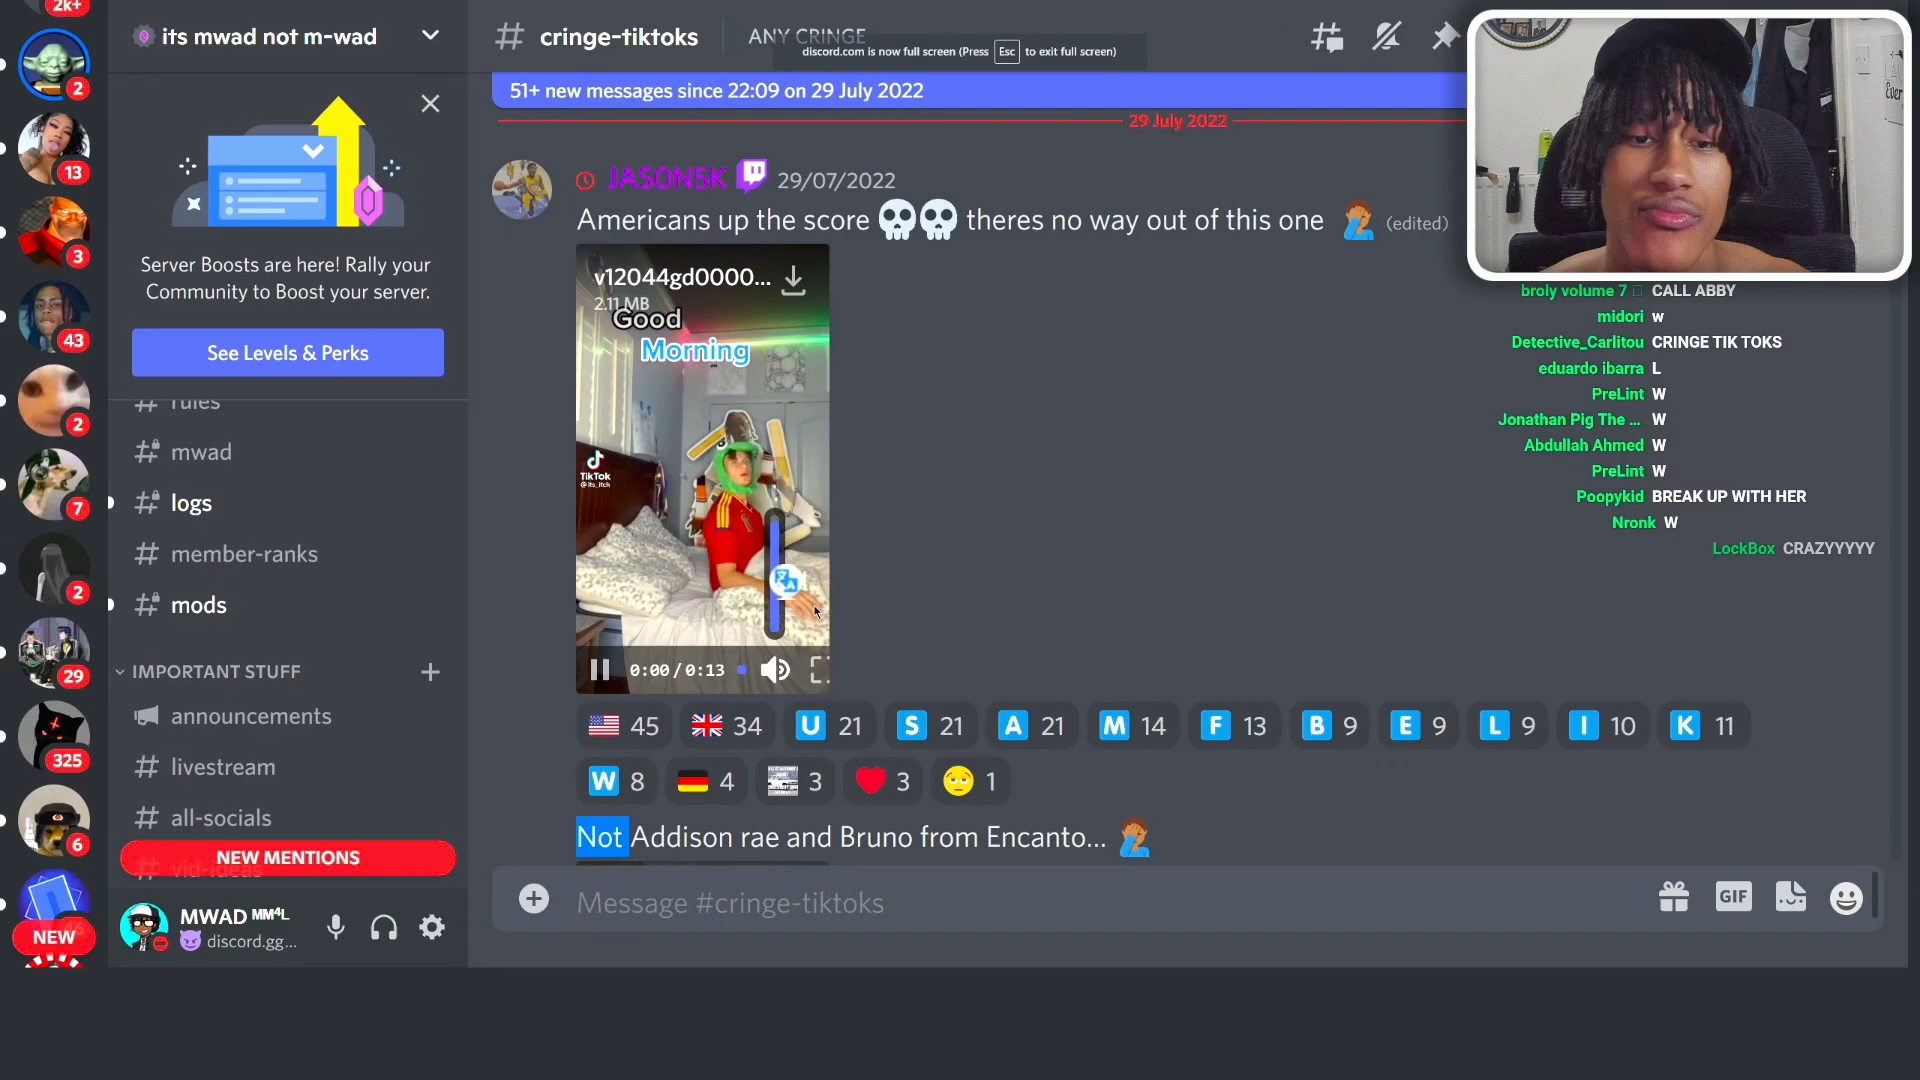 2k+
2
13
3
43
2
7
2
29
325
6
NEW
its mwad not m-wad
Server Boosts are here! Rally your
Community to Boost your server.
See Levels & Perks
rules
mwad
logs
member-ranks
mods
IMPORTANT STUFF
announcements
livestream
all-socials
vid-ideas
NEW MENTIONS
MWAD MM4L
discord.gg...
cringe-tiktoks
ANY CRINGE
discord.com is now full screen (Press Esc to exit full screen)
51+ new messages since 22:09 on 29 July 2022
29 July 2022
JASON5K 29/07/2022
Americans up the score 💀💀 theres no way out of this one 🤦🏾 (edited)
v12044gd0000...
2.11 MB
Good
Morning
TikTok
@its_itch
0:00/0:13
🇺🇸 45 🇬🇧 34 U 21 S 21 A 21 M 14 F 13 B 9 E 9 L 9 I 10 K 11
W 8 🇩🇪 4 3 ❤️ 3 😔 1
Not Addison rae and Bruno from Encanto... 🤦🏾
Message #cringe-tiktoks
GIF
Ever
broly volume 7 CALL ABBY
midori w
Detective_Carlitou CRINGE TIK TOKS
eduardo ibarra L
PreLint W
Jonathan Pig The ... W
Abdullah Ahmed W
PreLint W
Poopykid BREAK UP WITH HER
Nronk W
LockBox CRAZYYYYY